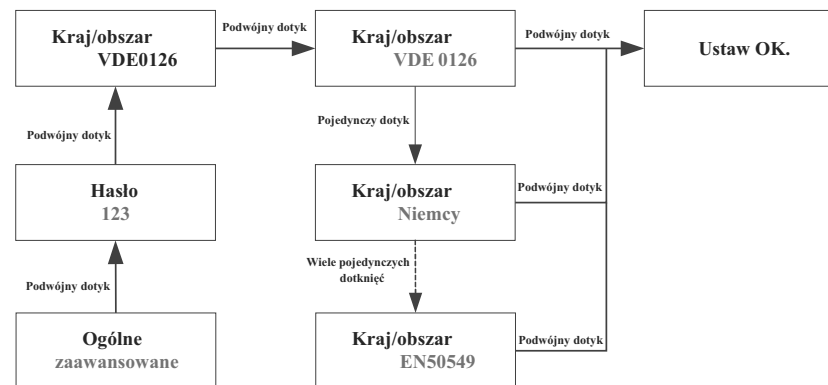 Kraj/obszar
VDE0126
Podwójny dotyk
Kraj/obszar
VDE 0126
Podwójny dotyk
Ustaw OK.
Podwójny dotyk
Pojedynczy dotyk
Hasło
123
Kraj/obszar
Niemcy
Podwójny dotyk
Podwójny dotyk
Wiele pojedynczych
dotknięć
Ogólne
zaawansowane
Kraj/obszar
EN50549
Podwójny dotyk